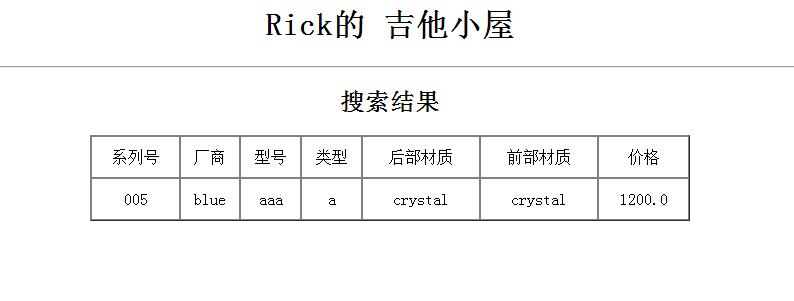 Rick的 吉他小屋
搜索结果
系列号 厂商 型号 类型 后部材质 前部材质 价格
005 blue aaa a crystal crystal 1200.0